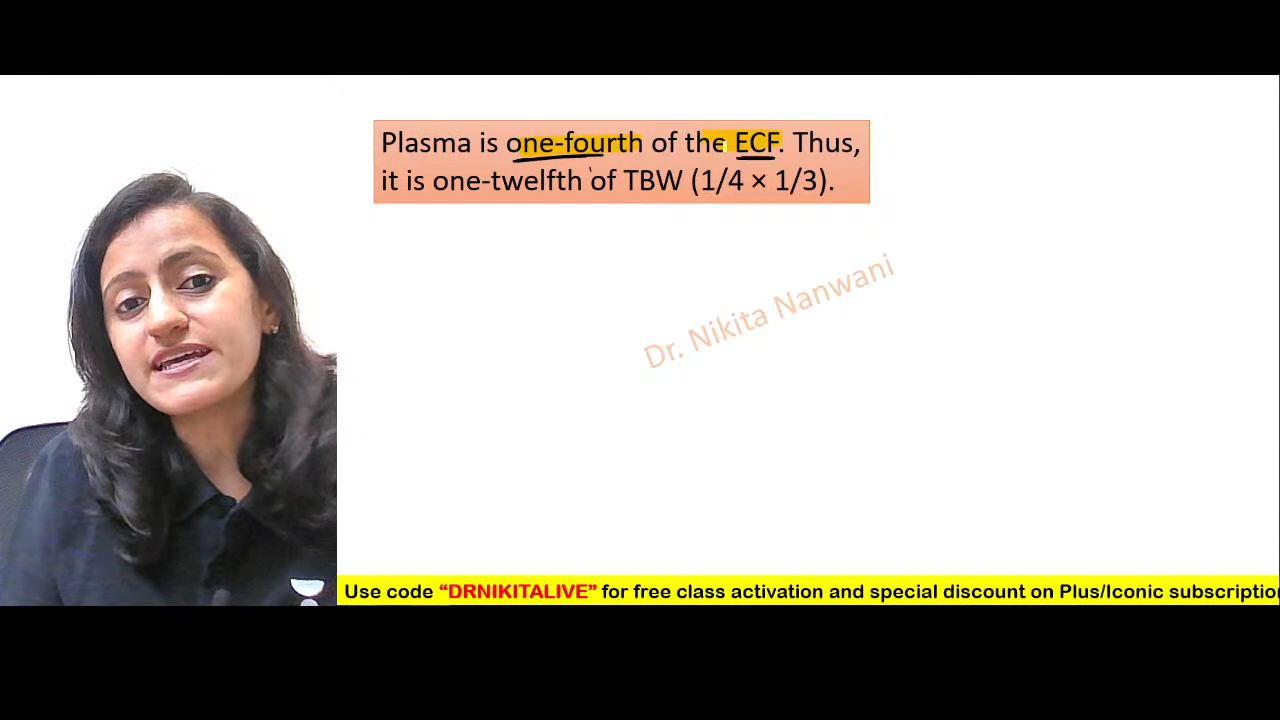 Plasma is one-fourth of the ECF. Thus,
it is one-twelfth of TBW (1/4 × 1/3).
Dr. Nikita Nanwani
Use code “DRNIKITALIVE” for free class activation and special discount on Plus/Iconic subscription